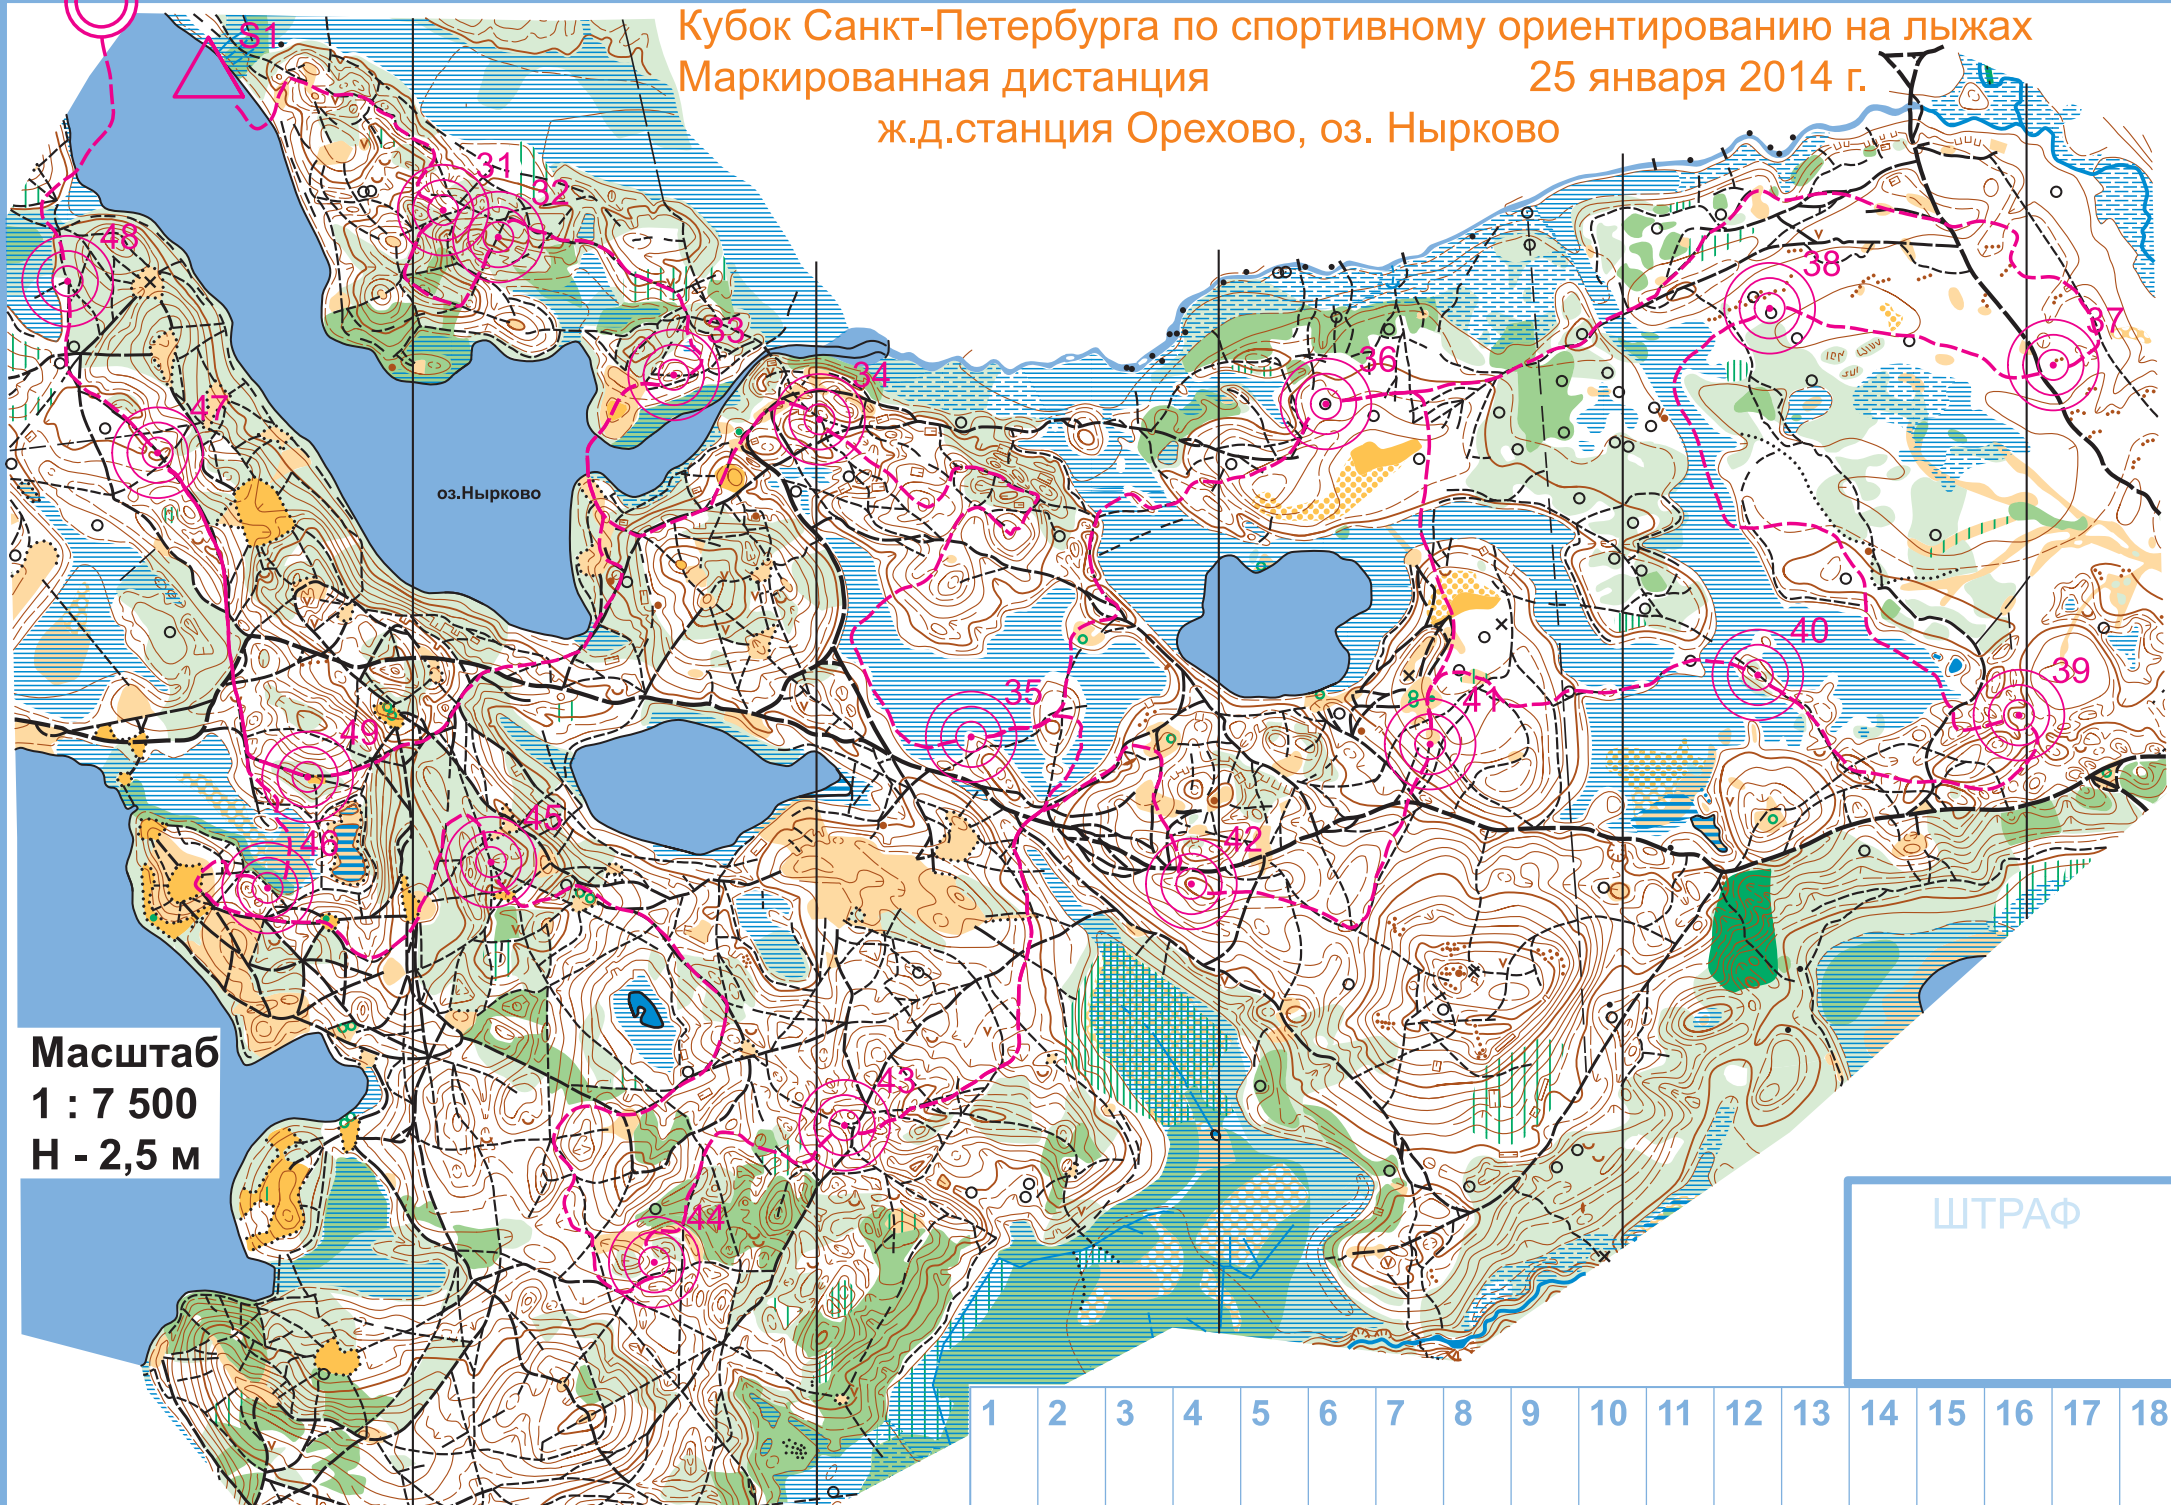 Кубок Санкт-Петербурга по спортивному ориентированию на лыжах
Маркированная дистанция 25 января 2014 г.
ж.д.станция Орехово, оз. Нырково
S1
31
32
48
38
37
33
36
34
47
оз.Нырково
40
39
35
41
49
45
42
46
Масштаб
1 : 7 500
Н - 2,5 м
43
44
ШТРАФ
1 2 3 4 5 6 7 8 9 10 11 12 13 14 15 16 17 18